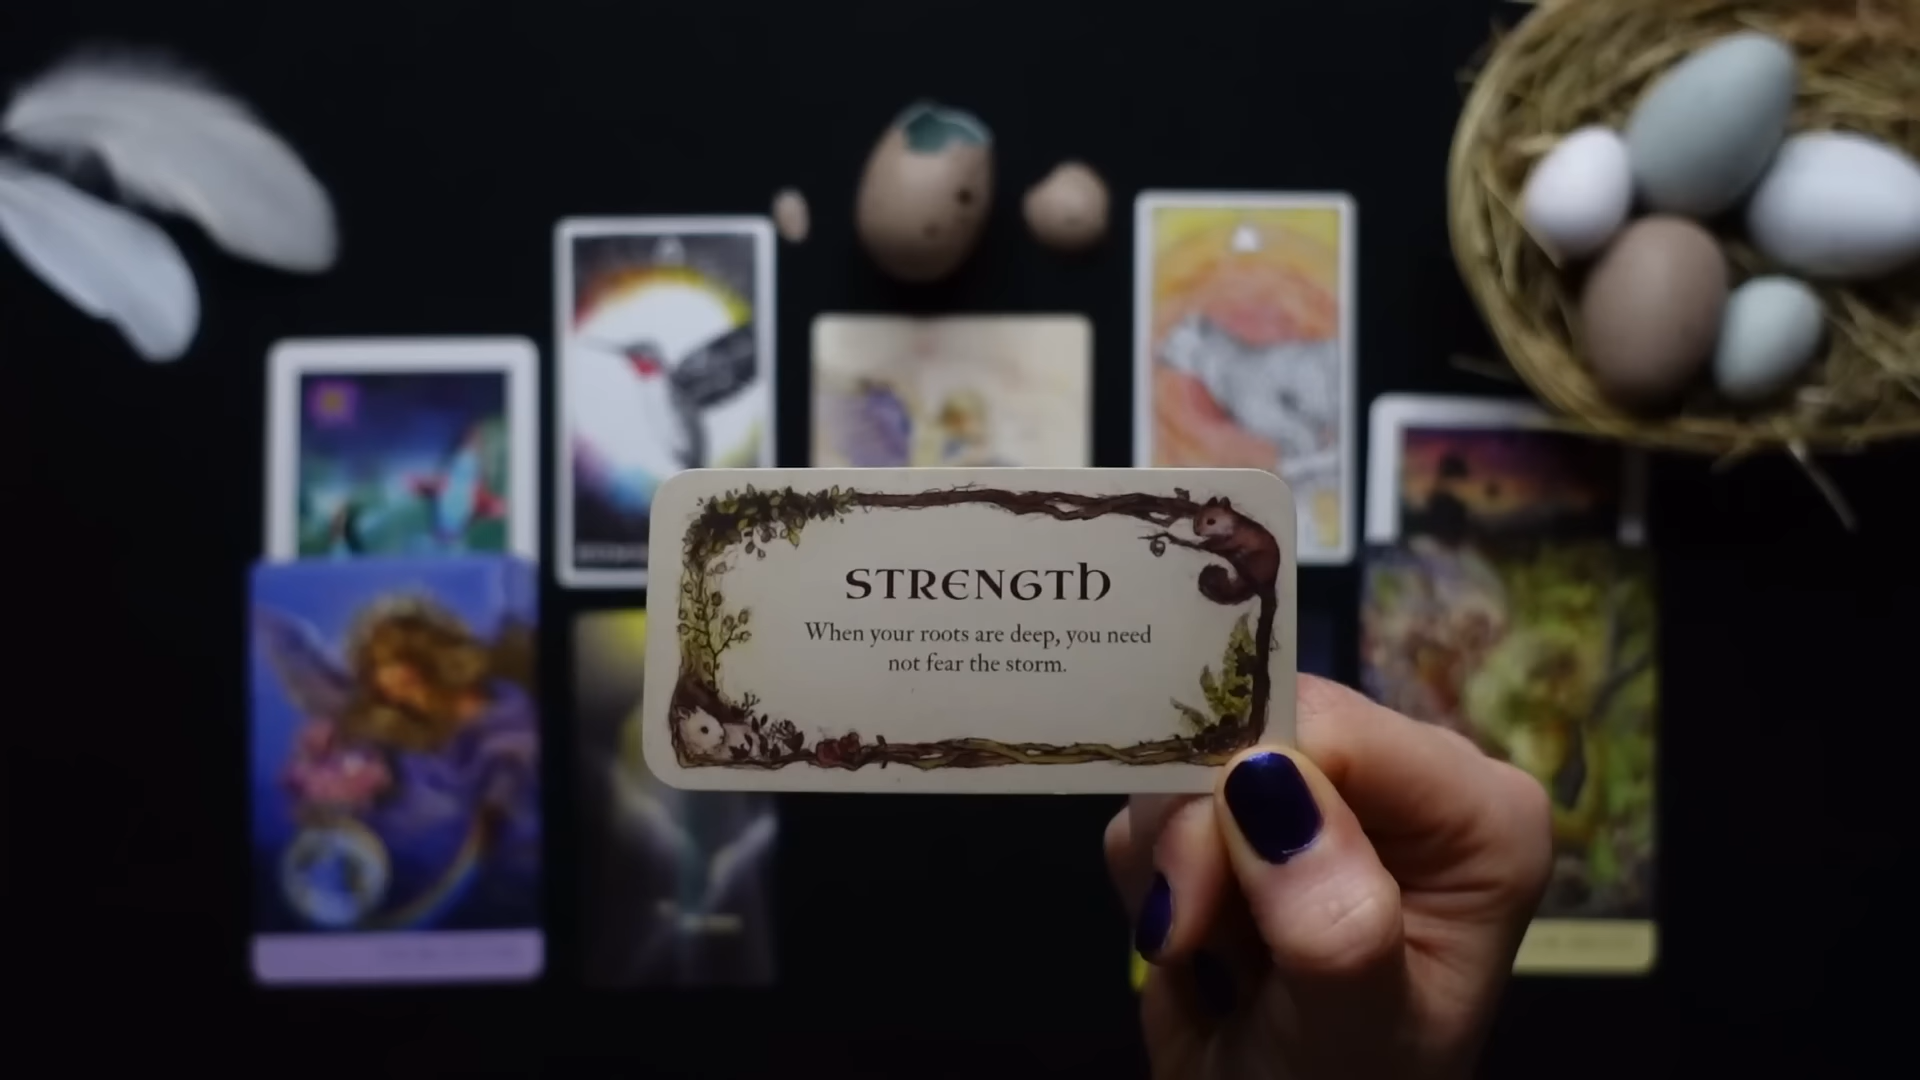 STRENGTH
When your roots are deep, you need
not fear the storm.